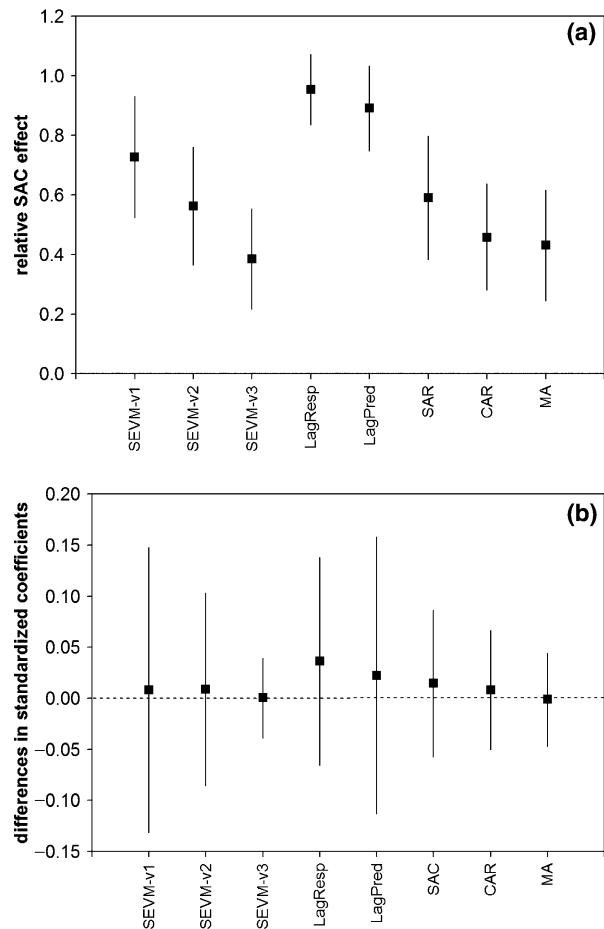 (a)
relative SAC effect
1.2
1.0
0.8
0.6
0.4
0.2
0.0
SEVM-v1
SEVM-v2
SEVM-v3
LagResp
LagPred
SAR
CAR
MA
(b)
differences in standardized coefficients
0.20
0.15
0.10
0.05
0.00
−0.05
−0.10
−0.15
SEVM-v1
SEVM-v2
SEVM-v3
LagResp
LagPred
SAC
CAR
MA